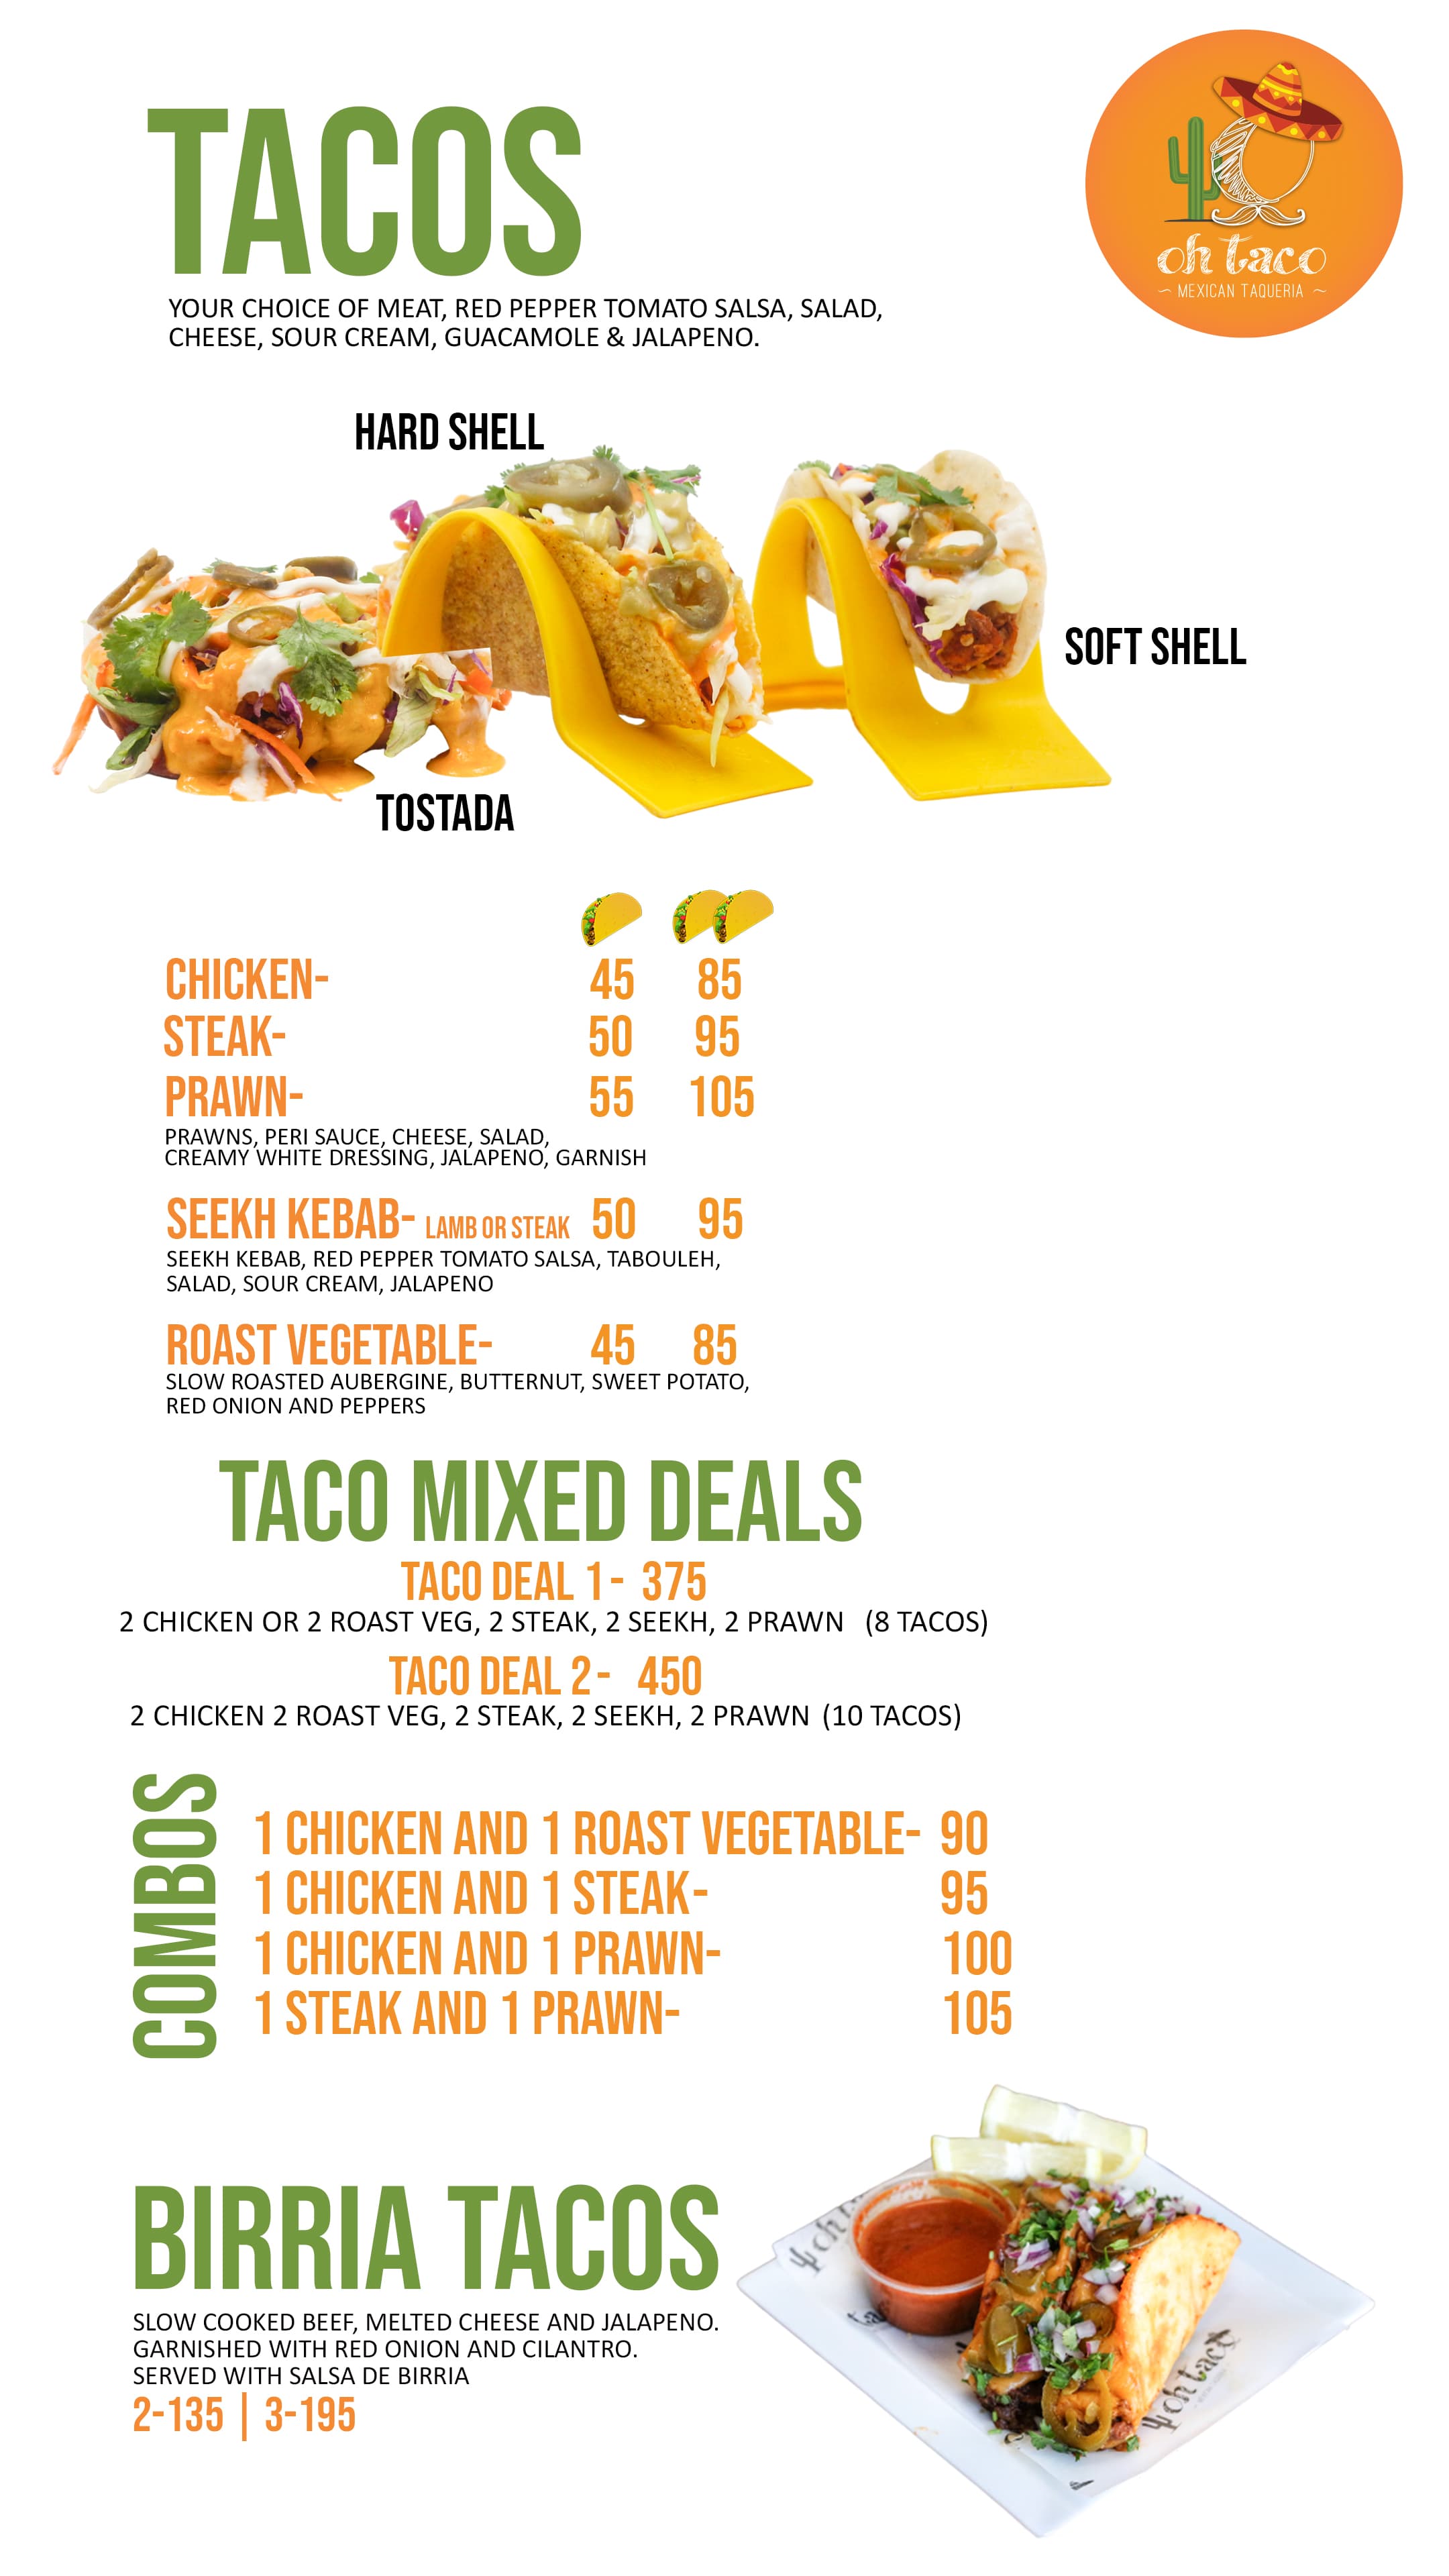 TACOS
oh taco
~ MEXICAN TAQUERIA ~
YOUR CHOICE OF MEAT, RED PEPPER TOMATO SALSA, SALAD,
CHEESE, SOUR CREAM, GUACAMOLE & JALAPENO.
HARD SHELL
SOFT SHELL
TOSTADA
CHICKEN- 45 85
STEAK- 50 95
PRAWN- 55 105
PRAWNS, PERI SAUCE, CHEESE, SALAD,
CREAMY WHITE DRESSING, JALAPENO, GARNISH
SEEKH KEBAB- LAMB OR STEAK 50 95
SEEKH KEBAB, RED PEPPER TOMATO SALSA, TABOULEH,
SALAD, SOUR CREAM, JALAPENO
ROAST VEGETABLE- 45 85
SLOW ROASTED AUBERGINE, BUTTERNUT, SWEET POTATO,
RED ONION AND PEPPERS
TACO MIXED DEALS
TACO DEAL 1 - 375
2 CHICKEN OR 2 ROAST VEG, 2 STEAK, 2 SEEKH, 2 PRAWN (8 TACOS)
TACO DEAL 2 - 450
2 CHICKEN 2 ROAST VEG, 2 STEAK, 2 SEEKH, 2 PRAWN (10 TACOS)
COMBOS
1 CHICKEN AND 1 ROAST VEGETABLE- 90
1 CHICKEN AND 1 STEAK- 95
1 CHICKEN AND 1 PRAWN- 100
1 STEAK AND 1 PRAWN- 105
BIRRIA TACOS
SLOW COOKED BEEF, MELTED CHEESE AND JALAPENO.
GARNISHED WITH RED ONION AND CILANTRO.
SERVED WITH SALSA DE BIRRIA
2-135 | 3-195
oh taco